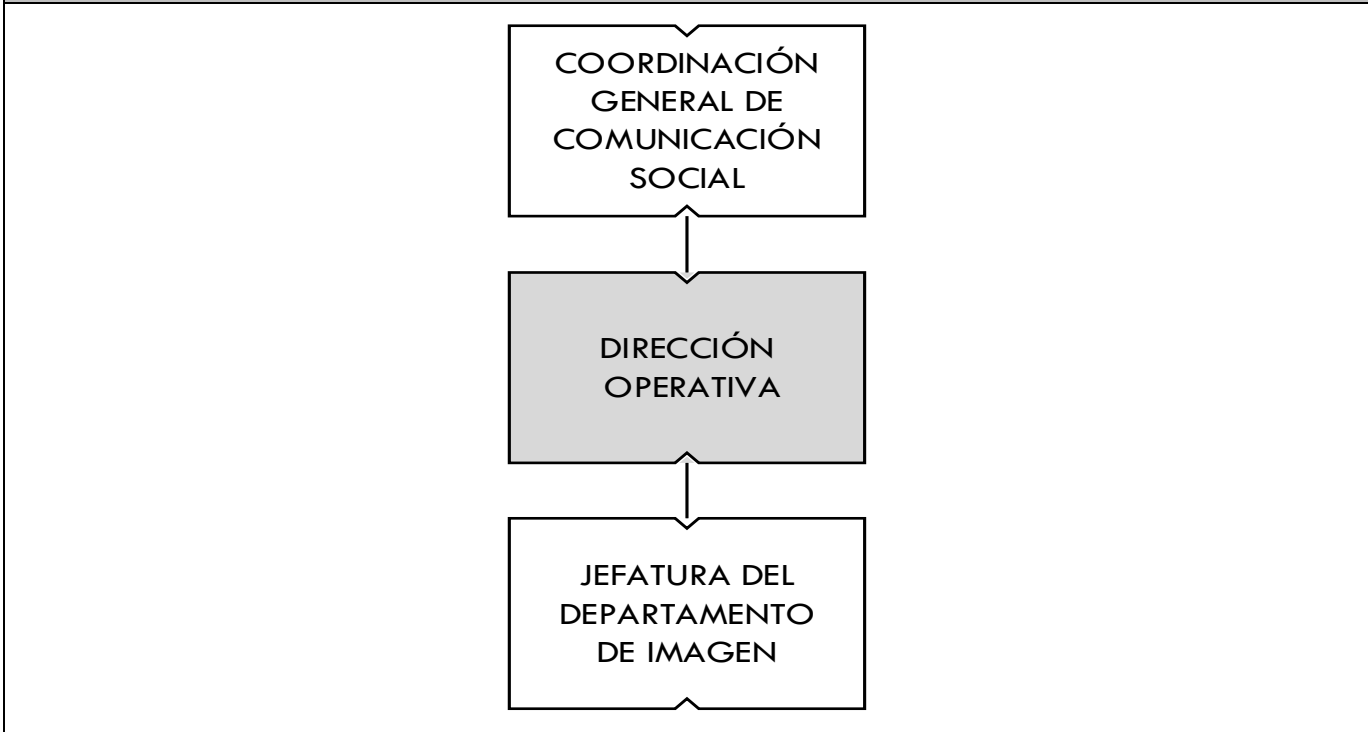 COORDINACIÓN
GENERAL DE
COMUNICACIÓN
SOCIAL
DIRECCIÓN
OPERATIVA
JEFATURA DEL
DEPARTAMENTO
DE IMAGEN